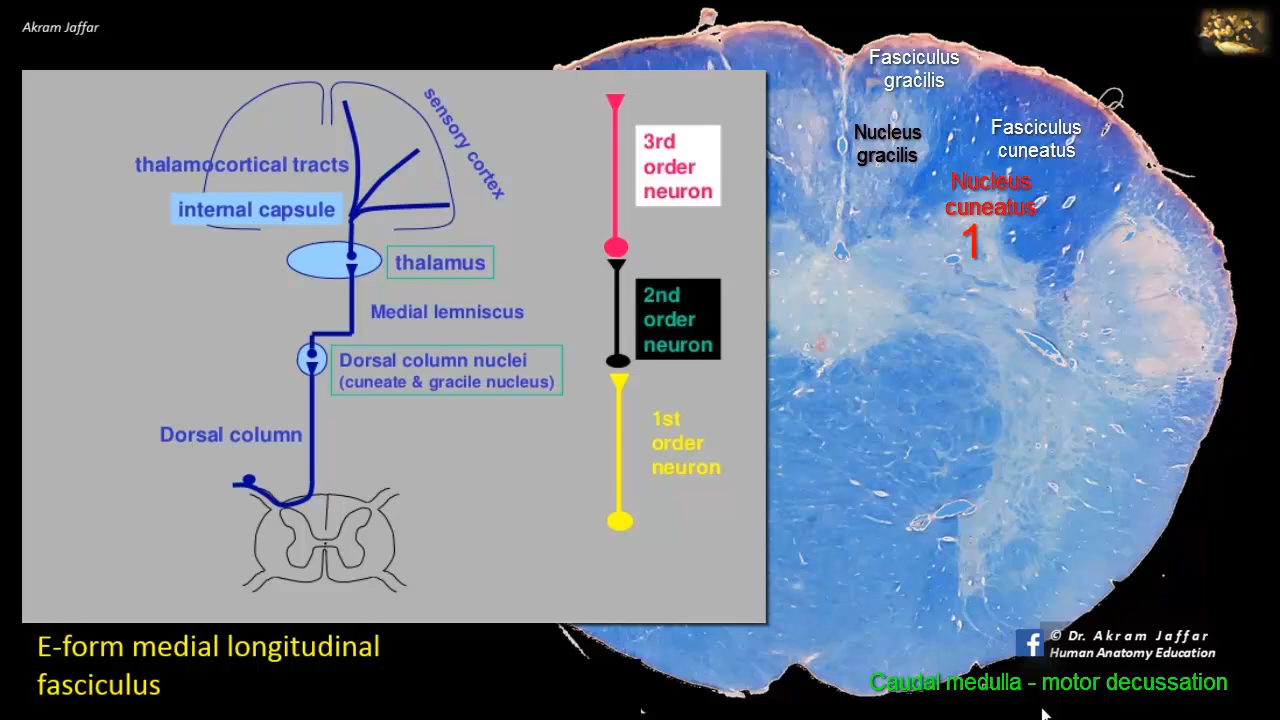 Akram Jaffar
sensory cortex
thalamocortical tracts
internal capsule
thalamus
Medial lemniscus
Dorsal column nuclei
(cuneate & gracile nucleus)
Dorsal column
3rd
order
neuron
2nd
order
neuron
1st
order
neuron
Fasciculus
gracilis
Nucleus
gracilis
Fasciculus
cuneatus
Nucleus
cuneatus
1
E-form medial longitudinal
fasciculus
f
© Dr. Akram Jaffar
Human Anatomy Education
Caudal medulla - motor decussation